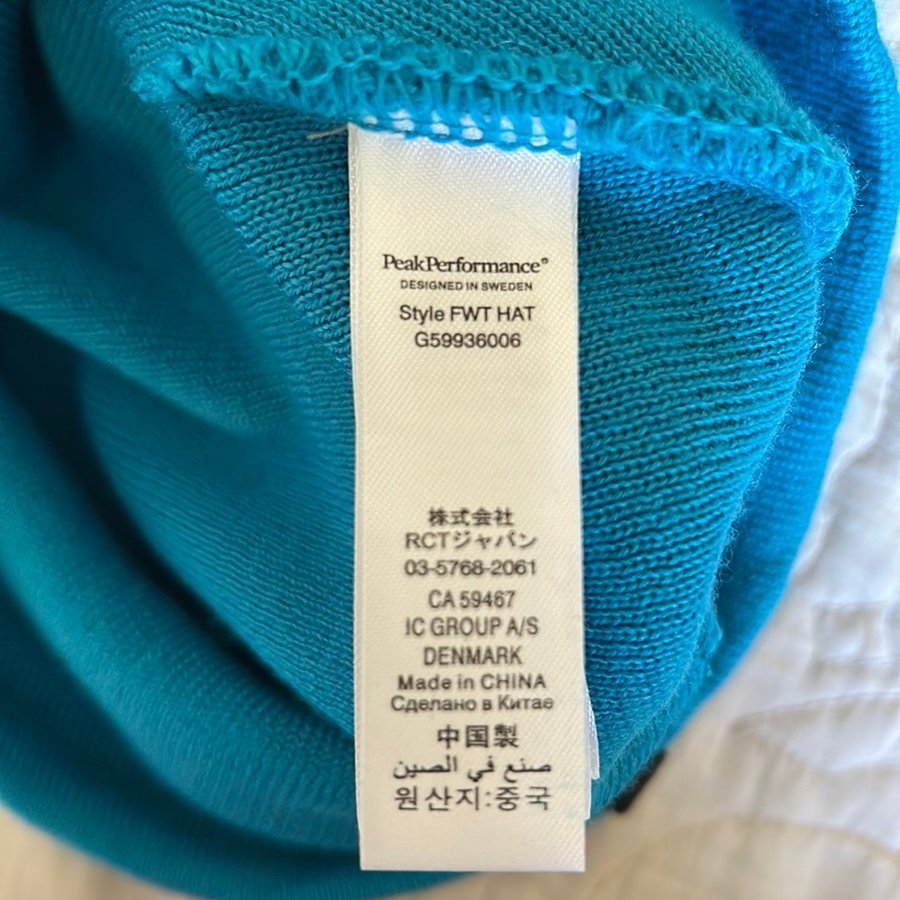 PeakPerformance®
DESIGNED IN SWEDEN
Style FWT HAT
G59936006
株式会社
RCTジャパン
03-5768-2061
CA 59467
IC GROUP A/S
DENMARK
Made in CHINA
Сделано в Китае
中国製
صنع في الصين
원산지:중국